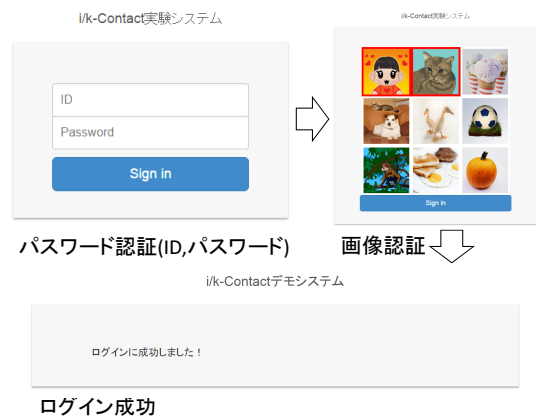 i/k-Contact実験システム
ID
Password
Sign in
パスワード認証(ID,パスワード)
i/k-Contact実験システム
Sign in
画像認証
i/k-Contactデモシステム
ログインに成功しました！
ログイン成功